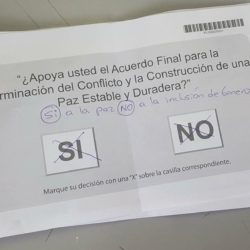 "¿Apoya usted el Acuerdo Final para la
rminación del Conflicto y la Construcción de una
Paz Estable y Duradera?"
Si a la paz NO a la inclusión de
SI
NO
Marque su decisión con una "X" sobre la casilla correspondiente.